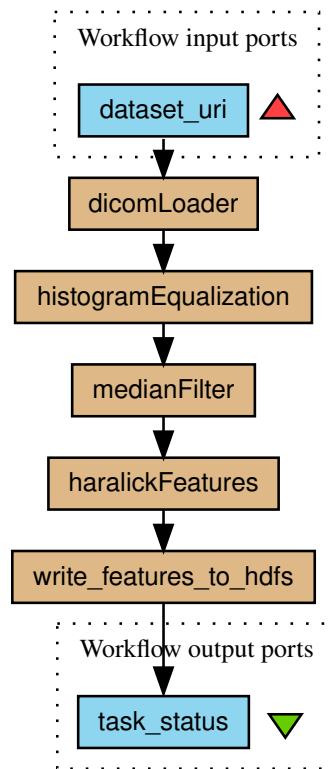 Workflow input ports
dataset_uri
dicomLoader
histogramEqualization
medianFilter
haralickFeatures
write_features_to_hdfs
Workflow output ports
task_status